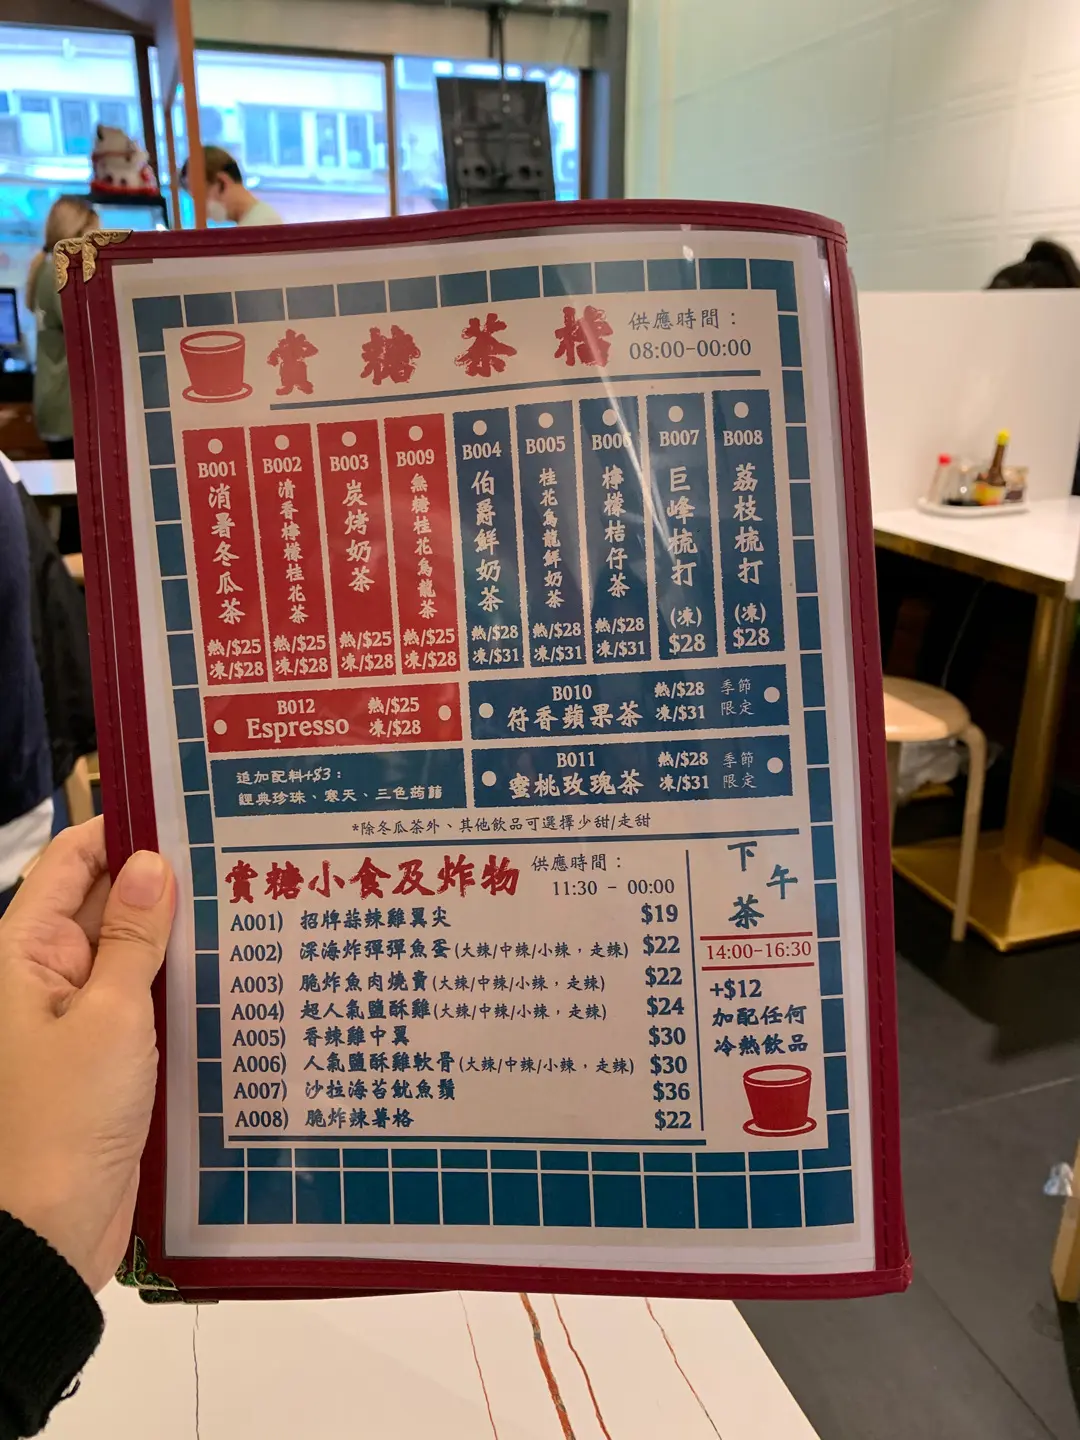 賞糖茶檔
供應時間：
08:00-00:00
B001
消暑冬瓜茶
熱/$25
凍/$28
B002
清香檸檬桂花茶
熱/$25
凍/$28
B003
炭烤奶茶
熱/$25
凍/$28
B009
無糖桂花烏龍茶
熱/$25
凍/$28
B004
伯爵鮮奶茶
熱/$28
凍/$31
B005
桂花烏龍鮮奶茶
熱/$28
凍/$31
B006
檸檬桔仔茶
熱/$28
凍/$31
B007
巨峰梳打
(凍)
$28
B008
荔枝梳打
(凍)
$28
B012
Espresso
熱/$25
凍/$28
B010
符香蘋果茶
熱/$28
凍/$31
季節
限定
追加配料+$3：
經典珍珠、寒天、三色蒟蒻
B011
蜜桃玫瑰茶
熱/$28
凍/$31
季節
限定
*除冬瓜茶外、其他飲品可選擇少甜/走甜
賞糖小食及炸物
供應時間：
11:30 - 00:00
A001) 招牌蒜辣雞翼尖 $19
A002) 深海炸彈彈魚蛋(大辣/中辣/小辣，走辣) $22
A003) 脆炸魚肉燒賣(大辣/中辣/小辣，走辣) $22
A004) 超人氣鹽酥雞(大辣/中辣/小辣，走辣) $24
A005) 香辣雞中翼 $30
A006) 人氣鹽酥雞軟骨(大辣/中辣/小辣，走辣) $30
A007) 沙拉海苔魷魚鬚 $36
A008) 脆炸辣薯格 $22
下午茶
14:00-16:30
+$12
加配任何
冷熱飲品